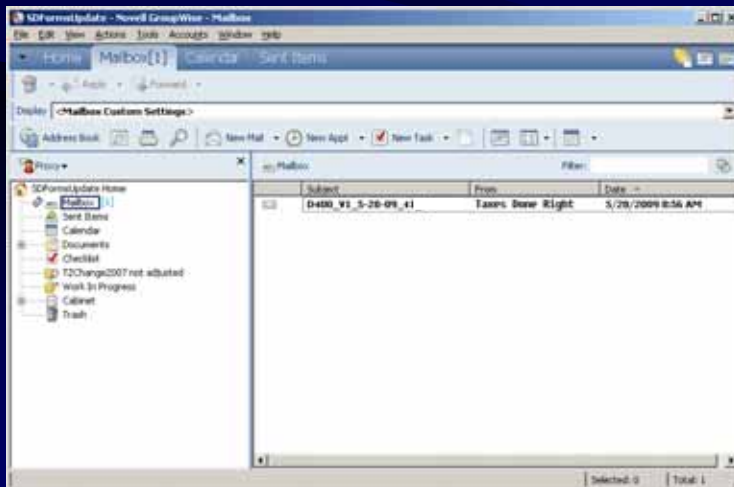 SDFormsUpdate - Novell GroupWise - Mailbox
File Edit View Actions Tools Accounts Window Help
Home Mailbox[1] Calendar Sent Items
Reply Forward
Display <Mailbox Custom Settings>
Address Book New Mail New Appt New Task
Proxy Mailbox Filter:
SDFormsUpdate Home
Mailbox [1]
Sent Items
Calendar
Documents
Checklist
T2Change2007 not adjusted
Work In Progress
Cabinet
Trash
Subject From Date
D400_V1_5-28-09_41 Taxes Done Right 5/28/2009 8:56 AM
Selected: 0 Total: 1